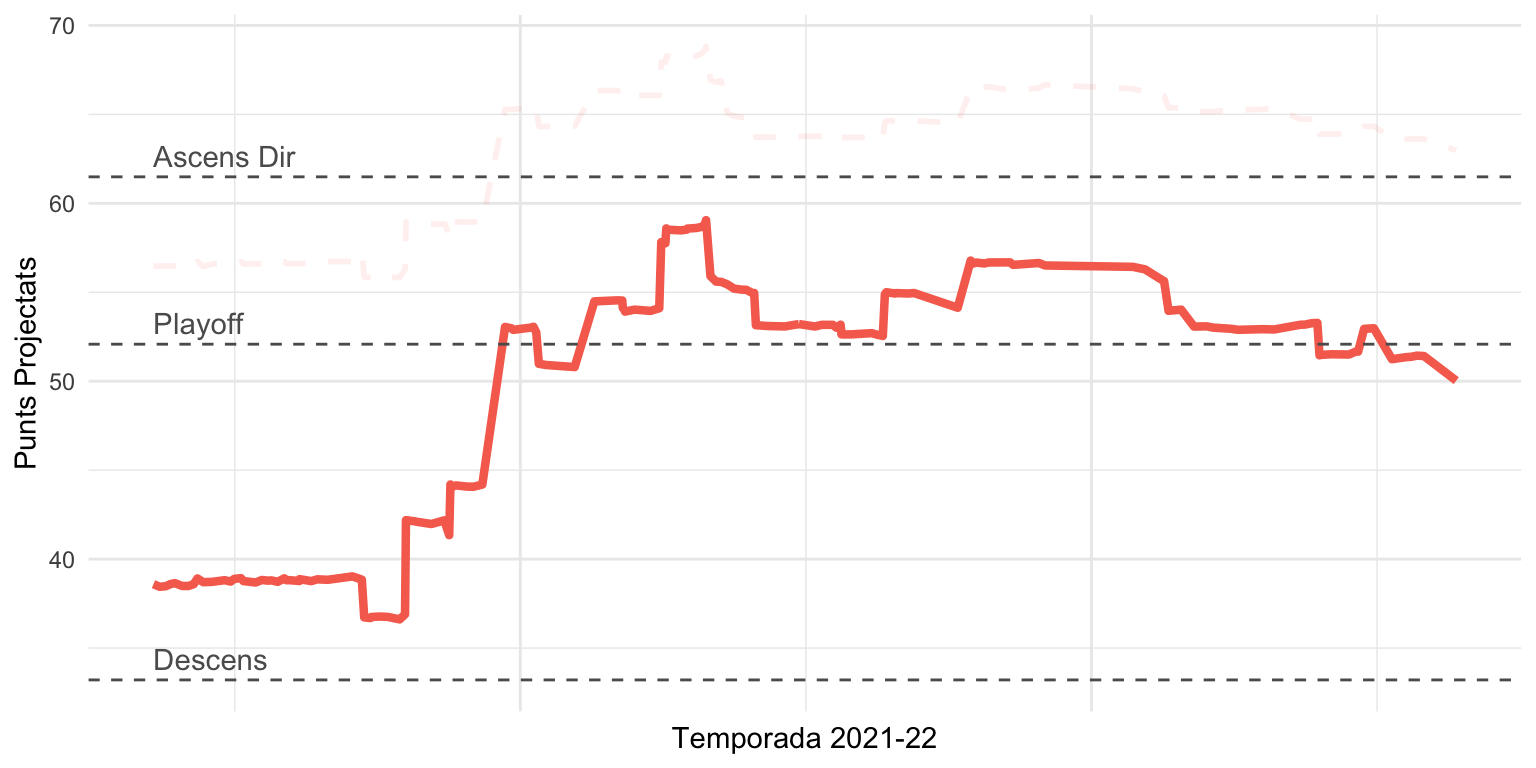 70
Ascens Dir
60
Playoff
50
Punts Projectats
40
Descens
Temporada 2021-22